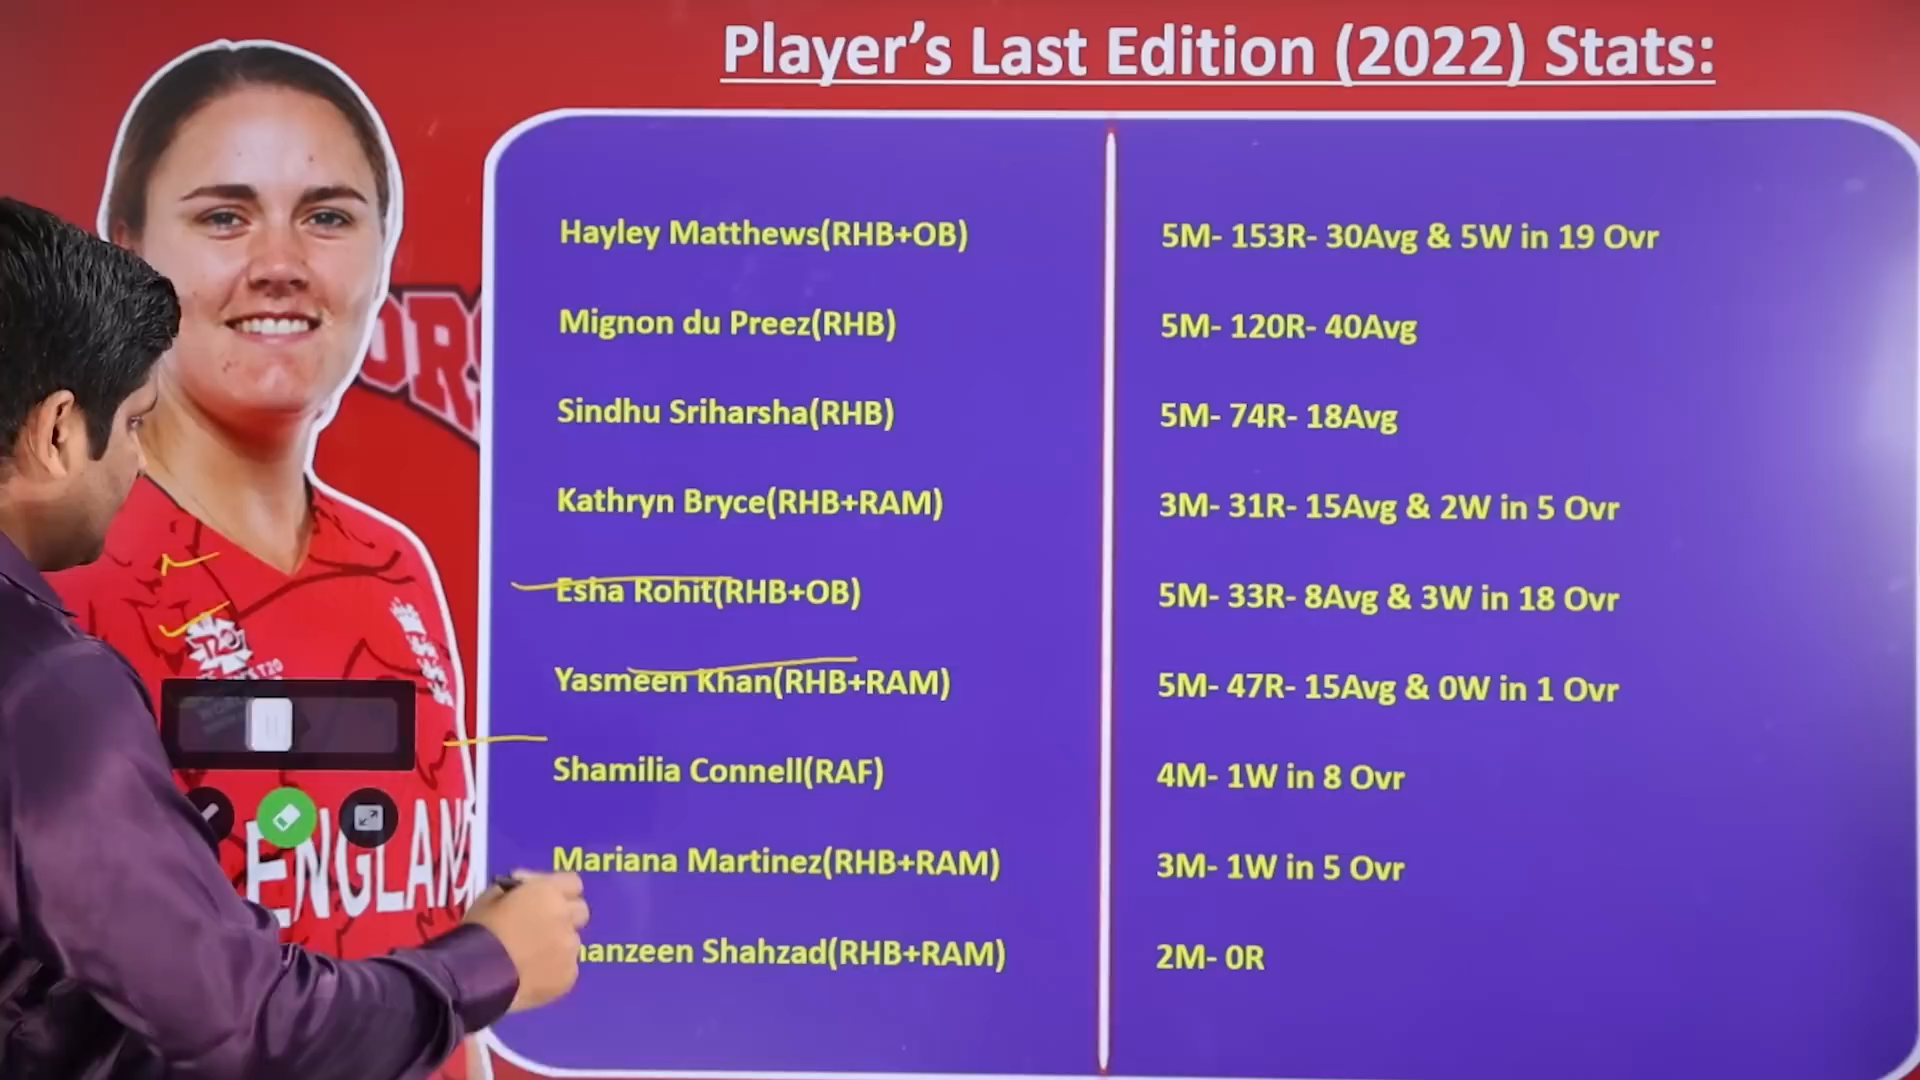 Player's Last Edition (2022) Stats:
Hayley Matthews(RHB+OB) 5M- 153R- 30Avg & 5W in 19 Ovr
Mignon du Preez(RHB) 5M- 120R- 40Avg
Sindhu Sriharsha(RHB) 5M- 74R- 18Avg
Kathryn Bryce(RHB+RAM) 3M- 31R- 15Avg & 2W in 5 Ovr
Esha Rohit(RHB+OB) 5M- 33R- 8Avg & 3W in 18 Ovr
Yasmeen Khan(RHB+RAM) 5M- 47R- 15Avg & 0W in 1 Ovr
Shamilia Connell(RAF) 4M- 1W in 8 Ovr
Mariana Martinez(RHB+RAM) 3M- 1W in 5 Ovr
Shahzad(RHB+RAM) 2M- 0R
T20
ENGLAND